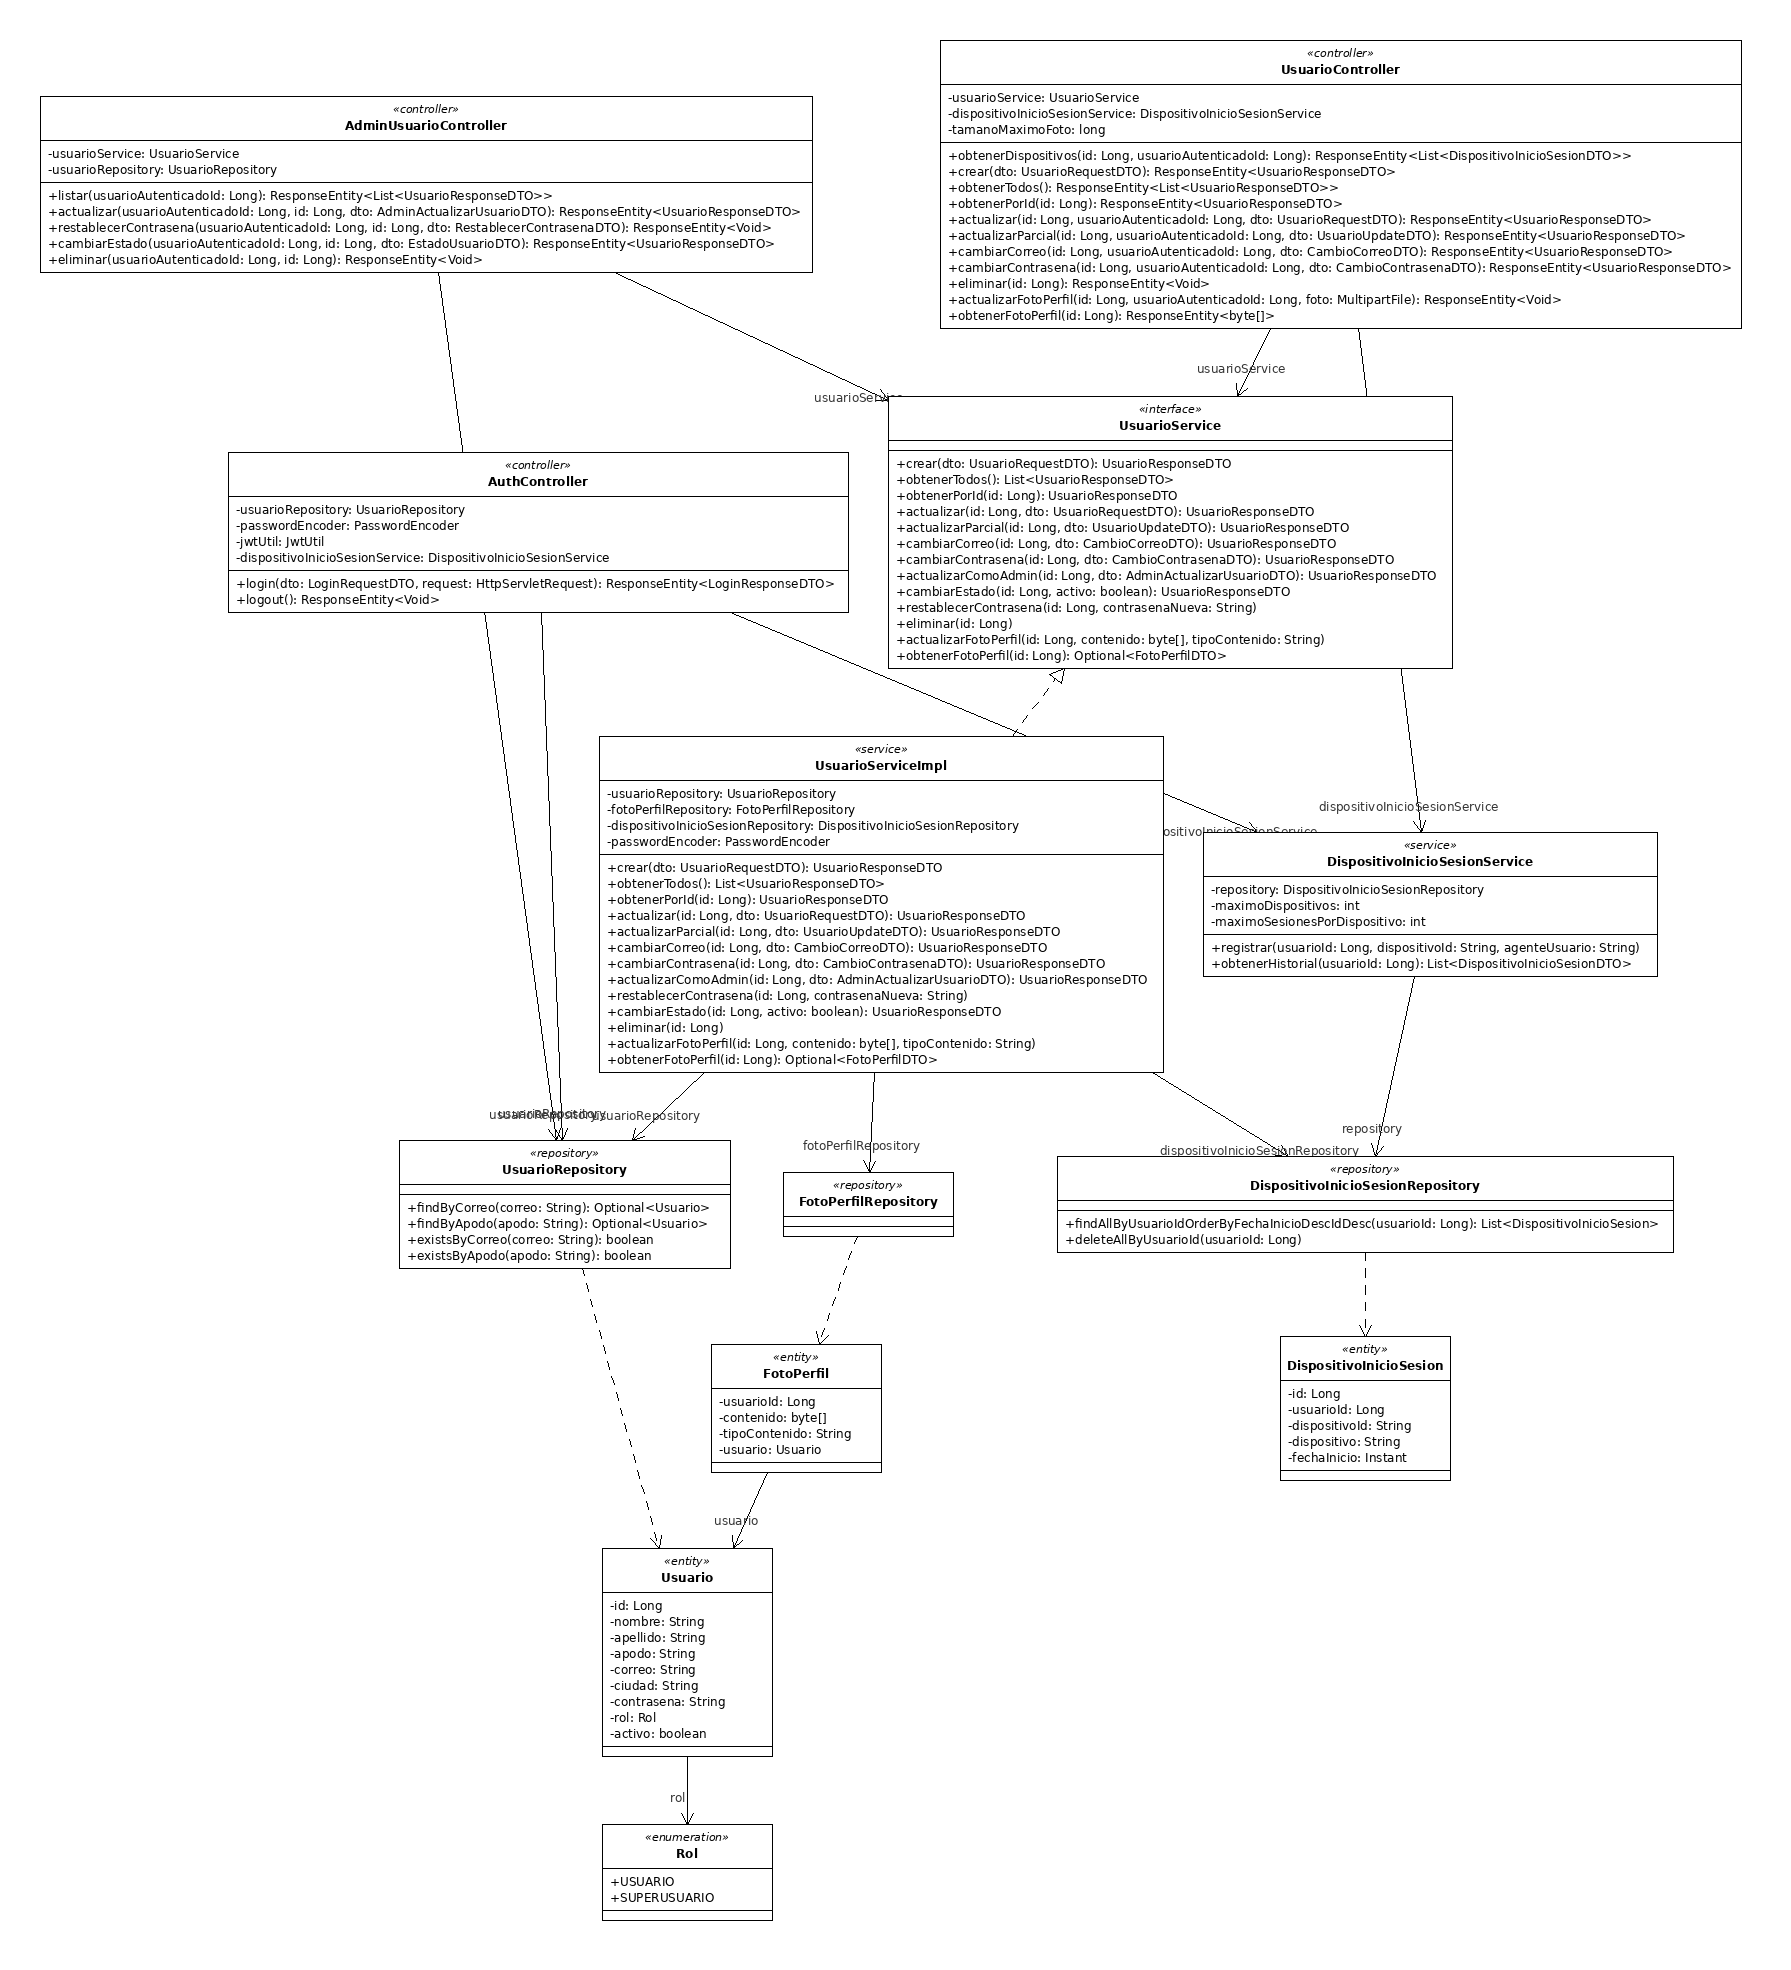 «controller»
UsuarioController
-usuarioService: UsuarioService
-dispositivoInicioSesionService: DispositivoInicioSesionService
-tamanoMaximoFoto: long
+obtenerDispositivos(id: Long, usuarioAutenticadoId: Long): ResponseEntity<List<DispositivoInicioSesionDTO>>
+crear(dto: UsuarioRequestDTO): ResponseEntity<UsuarioResponseDTO>
+obtenerTodos(): ResponseEntity<List<UsuarioResponseDTO>>
+obtenerPorId(id: Long): ResponseEntity<UsuarioResponseDTO>
+actualizar(id: Long, usuarioAutenticadoId: Long, dto: UsuarioRequestDTO): ResponseEntity<UsuarioResponseDTO>
+actualizarParcial(id: Long, usuarioAutenticadoId: Long, dto: UsuarioUpdateDTO): ResponseEntity<UsuarioResponseDTO>
+cambiarCorreo(id: Long, usuarioAutenticadoId: Long, dto: CambioCorreoDTO): ResponseEntity<UsuarioResponseDTO>
+cambiarContrasena(id: Long, usuarioAutenticadoId: Long, dto: CambioContrasenaDTO): ResponseEntity<UsuarioResponseDTO>
+eliminar(id: Long): ResponseEntity<Void>
+actualizarFotoPerfil(id: Long, usuarioAutenticadoId: Long, foto: MultipartFile): ResponseEntity<Void>
+obtenerFotoPerfil(id: Long): ResponseEntity<byte[]>
«controller»
AdminUsuarioController
-usuarioService: UsuarioService
-usuarioRepository: UsuarioRepository
+listar(usuarioAutenticadoId: Long): ResponseEntity<List<UsuarioResponseDTO>>
+actualizar(usuarioAutenticadoId: Long, id: Long, dto: AdminActualizarUsuarioDTO): ResponseEntity<UsuarioResponseDTO>
+restablecerContrasena(usuarioAutenticadoId: Long, id: Long, dto: RestablecerContrasenaDTO): ResponseEntity<Void>
+cambiarEstado(usuarioAutenticadoId: Long, id: Long, dto: EstadoUsuarioDTO): ResponseEntity<UsuarioResponseDTO>
+eliminar(usuarioAutenticadoId: Long, id: Long): ResponseEntity<Void>
usuarioService
usuarioService
«interface»
UsuarioService
+crear(dto: UsuarioRequestDTO): UsuarioResponseDTO
+obtenerTodos(): List<UsuarioResponseDTO>
+obtenerPorId(id: Long): UsuarioResponseDTO
+actualizar(id: Long, dto: UsuarioRequestDTO): UsuarioResponseDTO
+actualizarParcial(id: Long, dto: UsuarioUpdateDTO): UsuarioResponseDTO
+cambiarCorreo(id: Long, dto: CambioCorreoDTO): UsuarioResponseDTO
+cambiarContrasena(id: Long, dto: CambioContrasenaDTO): UsuarioResponseDTO
+actualizarComoAdmin(id: Long, dto: AdminActualizarUsuarioDTO): UsuarioResponseDTO
+cambiarEstado(id: Long, activo: boolean): UsuarioResponseDTO
+restablecerContrasena(id: Long, contrasenaNueva: String)
+eliminar(id: Long)
+actualizarFotoPerfil(id: Long, contenido: byte[], tipoContenido: String)
+obtenerFotoPerfil(id: Long): Optional<FotoPerfilDTO>
«controller»
AuthController
-usuarioRepository: UsuarioRepository
-passwordEncoder: PasswordEncoder
-jwtUtil: JwtUtil
-dispositivoInicioSesionService: DispositivoInicioSesionService
+login(dto: LoginRequestDTO, request: HttpServletRequest): ResponseEntity<LoginResponseDTO>
+logout(): ResponseEntity<Void>
«service»
UsuarioServiceImpl
-usuarioRepository: UsuarioRepository
-fotoPerfilRepository: FotoPerfilRepository
-dispositivoInicioSesionRepository: DispositivoInicioSesionRepository
-passwordEncoder: PasswordEncoder
+crear(dto: UsuarioRequestDTO): UsuarioResponseDTO
+obtenerTodos(): List<UsuarioResponseDTO>
+obtenerPorId(id: Long): UsuarioResponseDTO
+actualizar(id: Long, dto: UsuarioRequestDTO): UsuarioResponseDTO
+actualizarParcial(id: Long, dto: UsuarioUpdateDTO): UsuarioResponseDTO
+cambiarCorreo(id: Long, dto: CambioCorreoDTO): UsuarioResponseDTO
+cambiarContrasena(id: Long, dto: CambioContrasenaDTO): UsuarioResponseDTO
+actualizarComoAdmin(id: Long, dto: AdminActualizarUsuarioDTO): UsuarioResponseDTO
+restablecerContrasena(id: Long, contrasenaNueva: String)
+cambiarEstado(id: Long, activo: boolean): UsuarioResponseDTO
+eliminar(id: Long)
+actualizarFotoPerfil(id: Long, contenido: byte[], tipoContenido: String)
+obtenerFotoPerfil(id: Long): Optional<FotoPerfilDTO>
dispositivoInicioSesionService
ositivoInicioSesionService
«service»
DispositivoInicioSesionService
-repository: DispositivoInicioSesionRepository
-maximoDispositivos: int
-maximoSesionesPorDispositivo: int
+registrar(usuarioId: Long, dispositivoId: String, agenteUsuario: String)
+obtenerHistorial(usuarioId: Long): List<DispositivoInicioSesionDTO>
usuarioRepository
usuarioRepository
usuarioRepository
fotoPerfilRepository
dispositivoInicioSesionRepository
repository
«repository»
UsuarioRepository
+findByCorreo(correo: String): Optional<Usuario>
+findByApodo(apodo: String): Optional<Usuario>
+existsByCorreo(correo: String): boolean
+existsByApodo(apodo: String): boolean
«repository»
FotoPerfilRepository
«repository»
DispositivoInicioSesionRepository
+findAllByUsuarioIdOrderByFechaInicioDescIdDesc(usuarioId: Long): List<DispositivoInicioSesion>
+deleteAllByUsuarioId(usuarioId: Long)
«entity»
FotoPerfil
-usuarioId: Long
-contenido: byte[]
-tipoContenido: String
-usuario: Usuario
«entity»
DispositivoInicioSesion
-id: Long
-usuarioId: Long
-dispositivoId: String
-dispositivo: String
-fechaInicio: Instant
usuario
«entity»
Usuario
-id: Long
-nombre: String
-apellido: String
-apodo: String
-correo: String
-ciudad: String
-contrasena: String
-rol: Rol
-activo: boolean
rol
«enumeration»
Rol
+USUARIO
+SUPERUSUARIO